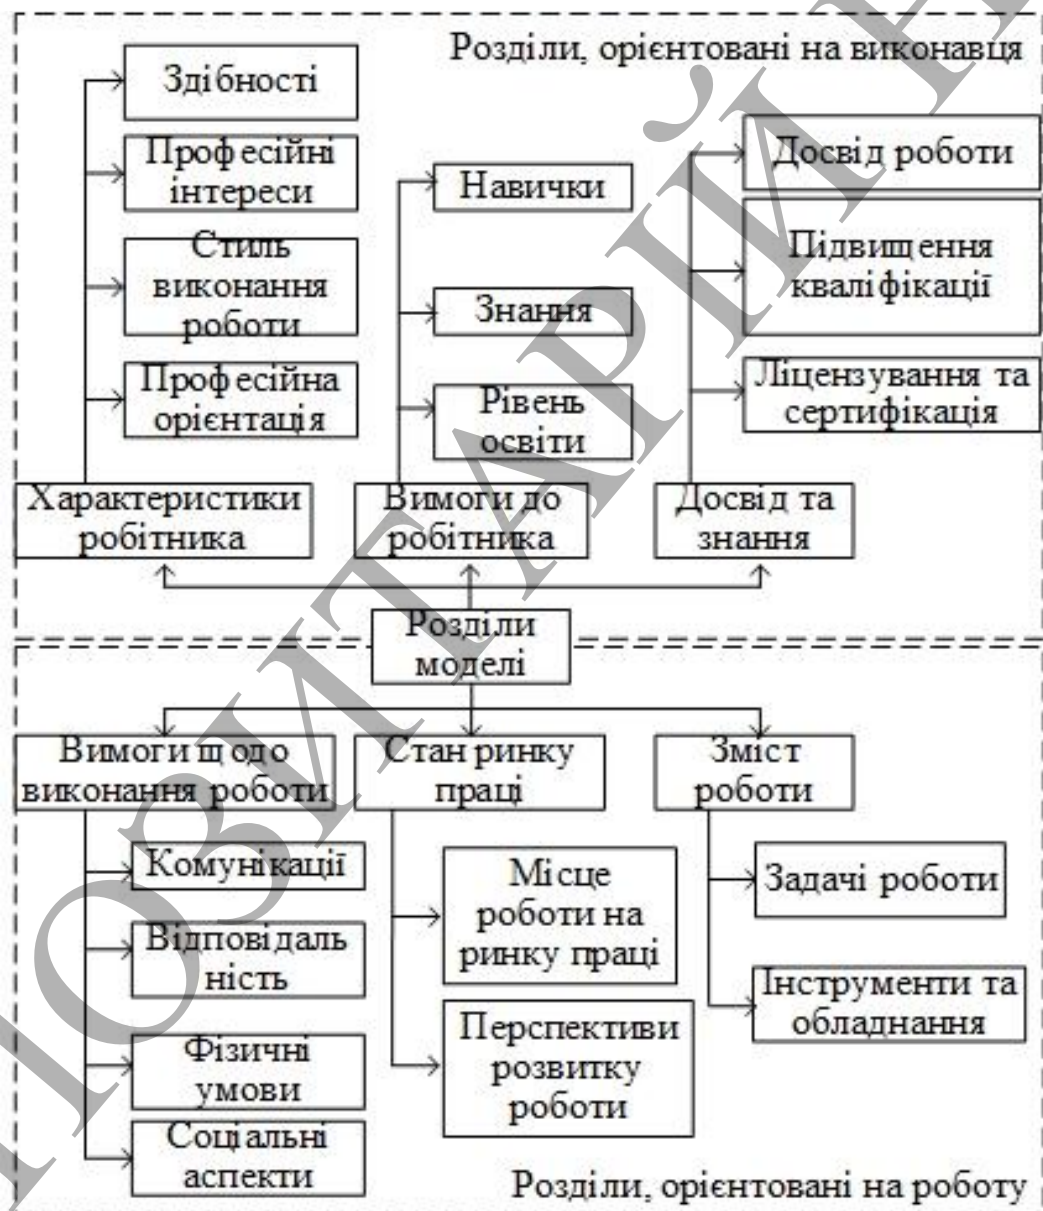 Розділи, орієнтовані на виконавця
Здібності
Професійні
інтереси
Стиль
виконання
роботи
Професійна
орієнтація
Характеристики
робітника
Навички
Знання
Рівень
освіти
Вимоги до
робітника
Досвід роботи
Підвищення
кваліфікації
Ліцензування та
сертифікація
Досвід та
знання
Розділи
моделі
Вимоги щодо
виконання роботи
Комунікації
Відповідаль
ність
Фізичні
умови
Соціальні
аспекти
Стан ринку
праці
Місце
роботи на
ринку праці
Перспективи
розвитку
роботи
Зміст
роботи
Задачі роботи
Інструменти та
обладнання
Розділи, орієнтовані на роботу